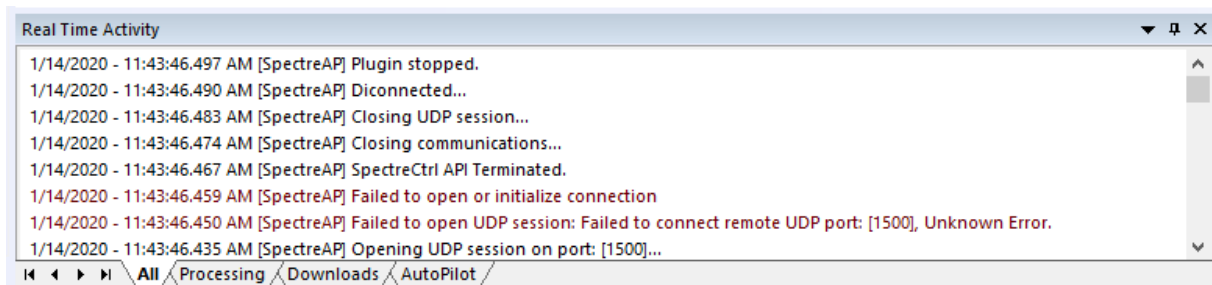 Real Time Activity
1/14/2020 - 11:43:46.497 AM [SpectreAP] Plugin stopped.
1/14/2020 - 11:43:46.490 AM [SpectreAP] Diconnected...
1/14/2020 - 11:43:46.483 AM [SpectreAP] Closing UDP session...
1/14/2020 - 11:43:46.474 AM [SpectreAP] Closing communications...
1/14/2020 - 11:43:46.467 AM [SpectreAP] SpectreCtrl API Terminated.
1/14/2020 - 11:43:46.459 AM [SpectreAP] Failed to open or initialize connection
1/14/2020 - 11:43:46.450 AM [SpectreAP] Failed to open UDP session: Failed to connect remote UDP port: [1500], Unknown Error.
1/14/2020 - 11:43:46.435 AM [SpectreAP] Opening UDP session on port: [1500]...
All Processing Downloads AutoPilot